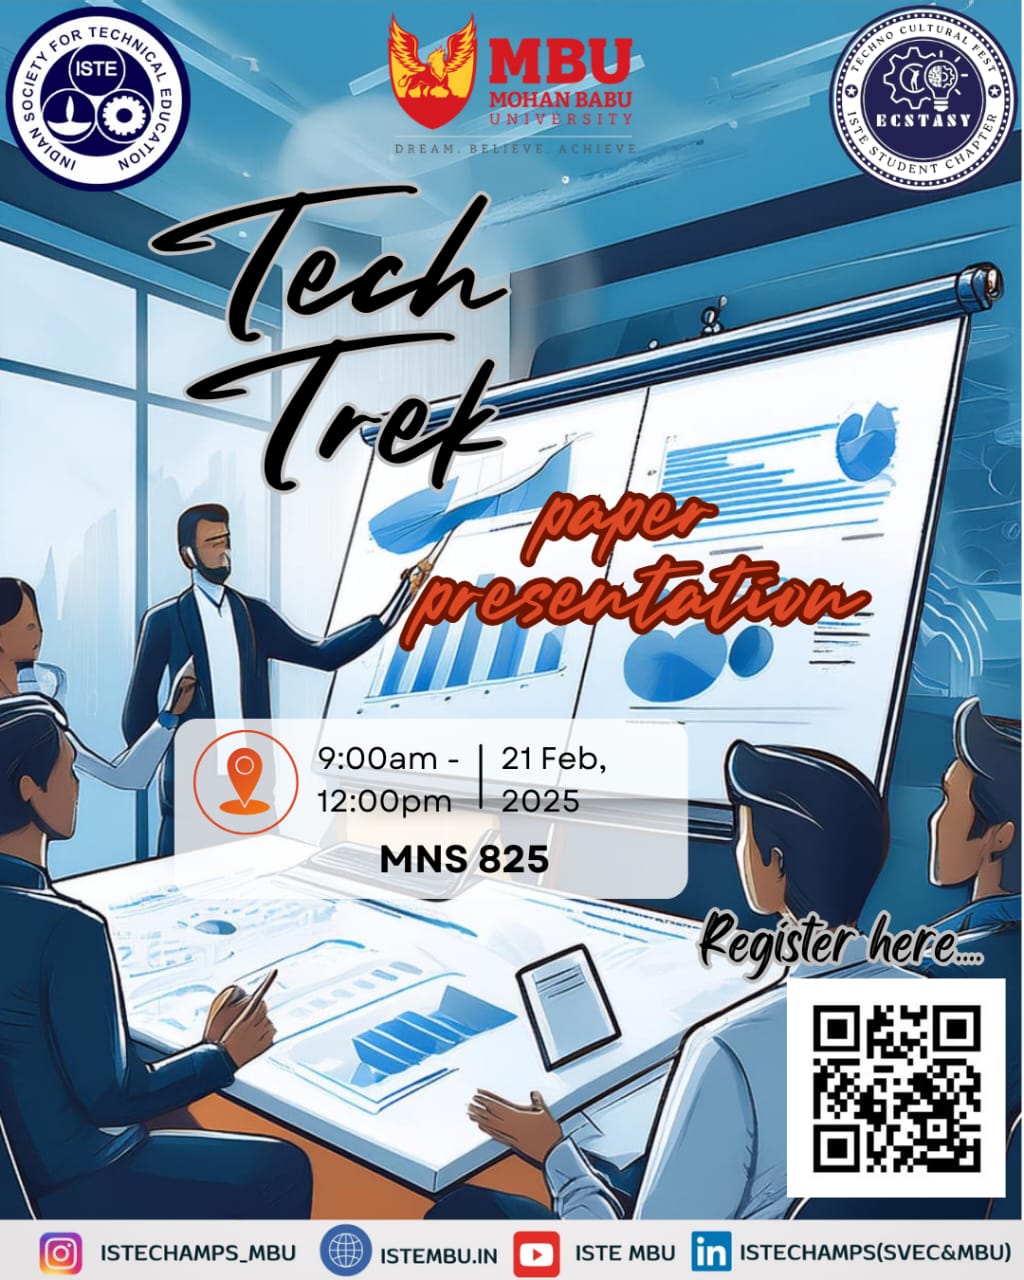 INDIAN SOCIETY FOR TECHNICAL EDUCATION
ISTE
MBU
MOHAN BABU
UNIVERSITY
DREAM. BELIEVE. ACHIEVE
TECHNO CULTURAL FEST
ECSTASY
ISTE STUDENT CHAPTER
Tech
Trek
paper
presentation
9:00am -
12:00pm
21 Feb,
2025
MNS 825
Register here....
ISTECHAMPS_MBU
ISTEMBU.IN
ISTE MBU
in
ISTECHAMPS(SVEC&MBU)